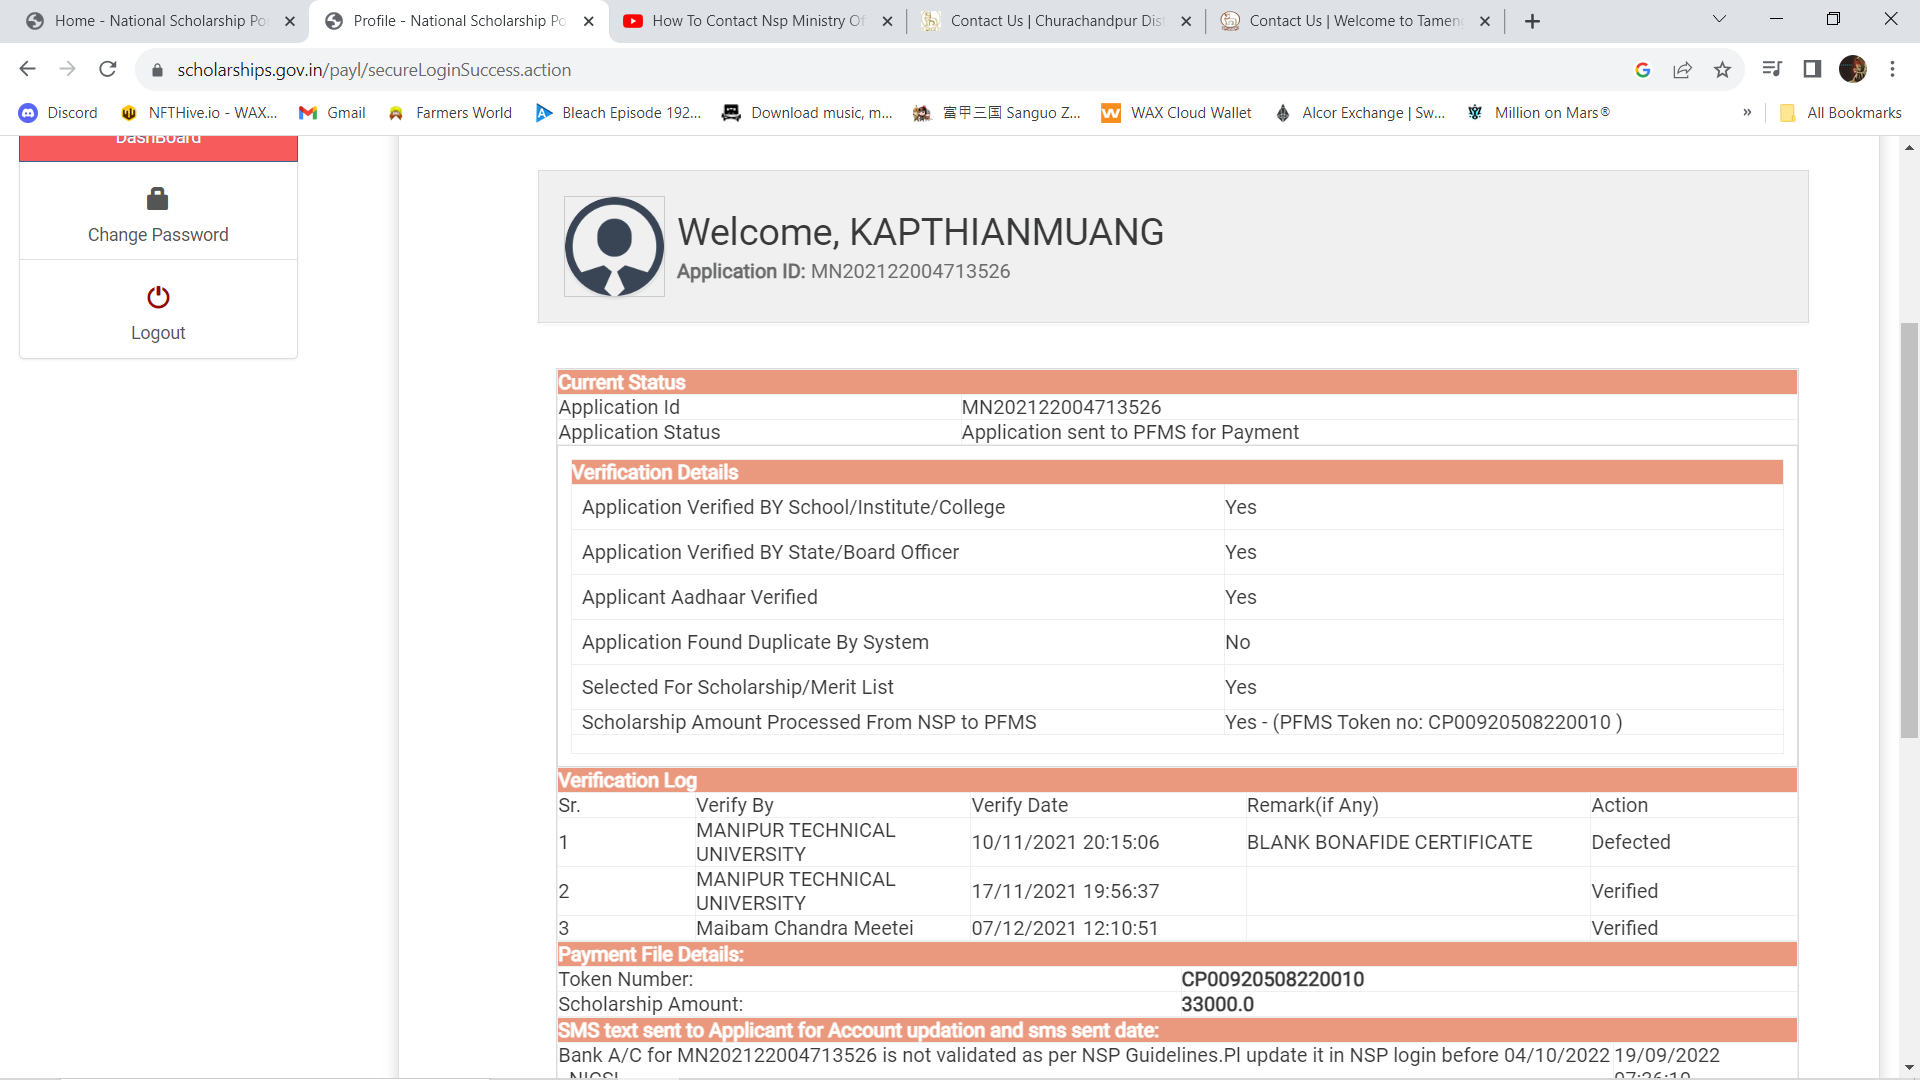 Home - National Scholarship Po
Profile - National Scholarship Po
How To Contact Nsp Ministry Of
Contact Us | Churachandpur Dist
Contact Us | Welcome to Tameng
scholarships.gov.in/payl/secureLoginSuccess.action
Discord
NFTHive.io - WAX...
Gmail
Farmers World
Bleach Episode 192...
Download music, m...
富甲三国 Sanguo Z...
WAX Cloud Wallet
Alcor Exchange | Sw...
Million on Mars®
»
All Bookmarks
DashBoard
Change Password
Logout
Welcome, KAPTHIANMUANG
Application ID: MN202122004713526
Current Status
Application Id MN202122004713526
Application Status Application sent to PFMS for Payment
Verification Details
Application Verified BY School/Institute/College Yes
Application Verified BY State/Board Officer Yes
Applicant Aadhaar Verified Yes
Application Found Duplicate By System No
Selected For Scholarship/Merit List Yes
Scholarship Amount Processed From NSP to PFMS Yes - (PFMS Token no: CP00920508220010 )
Verification Log
Sr. Verify By Verify Date Remark(if Any) Action
1 MANIPUR TECHNICAL UNIVERSITY 10/11/2021 20:15:06 BLANK BONAFIDE CERTIFICATE Defected
2 MANIPUR TECHNICAL UNIVERSITY 17/11/2021 19:56:37 Verified
3 Maibam Chandra Meetei 07/12/2021 12:10:51 Verified
Payment File Details:
Token Number: CP00920508220010
Scholarship Amount: 33000.0
SMS text sent to Applicant for Account updation and sms sent date:
Bank A/C for MN202122004713526 is not validated as per NSP Guidelines.Pl update it in NSP login before 04/10/2022 19/09/2022